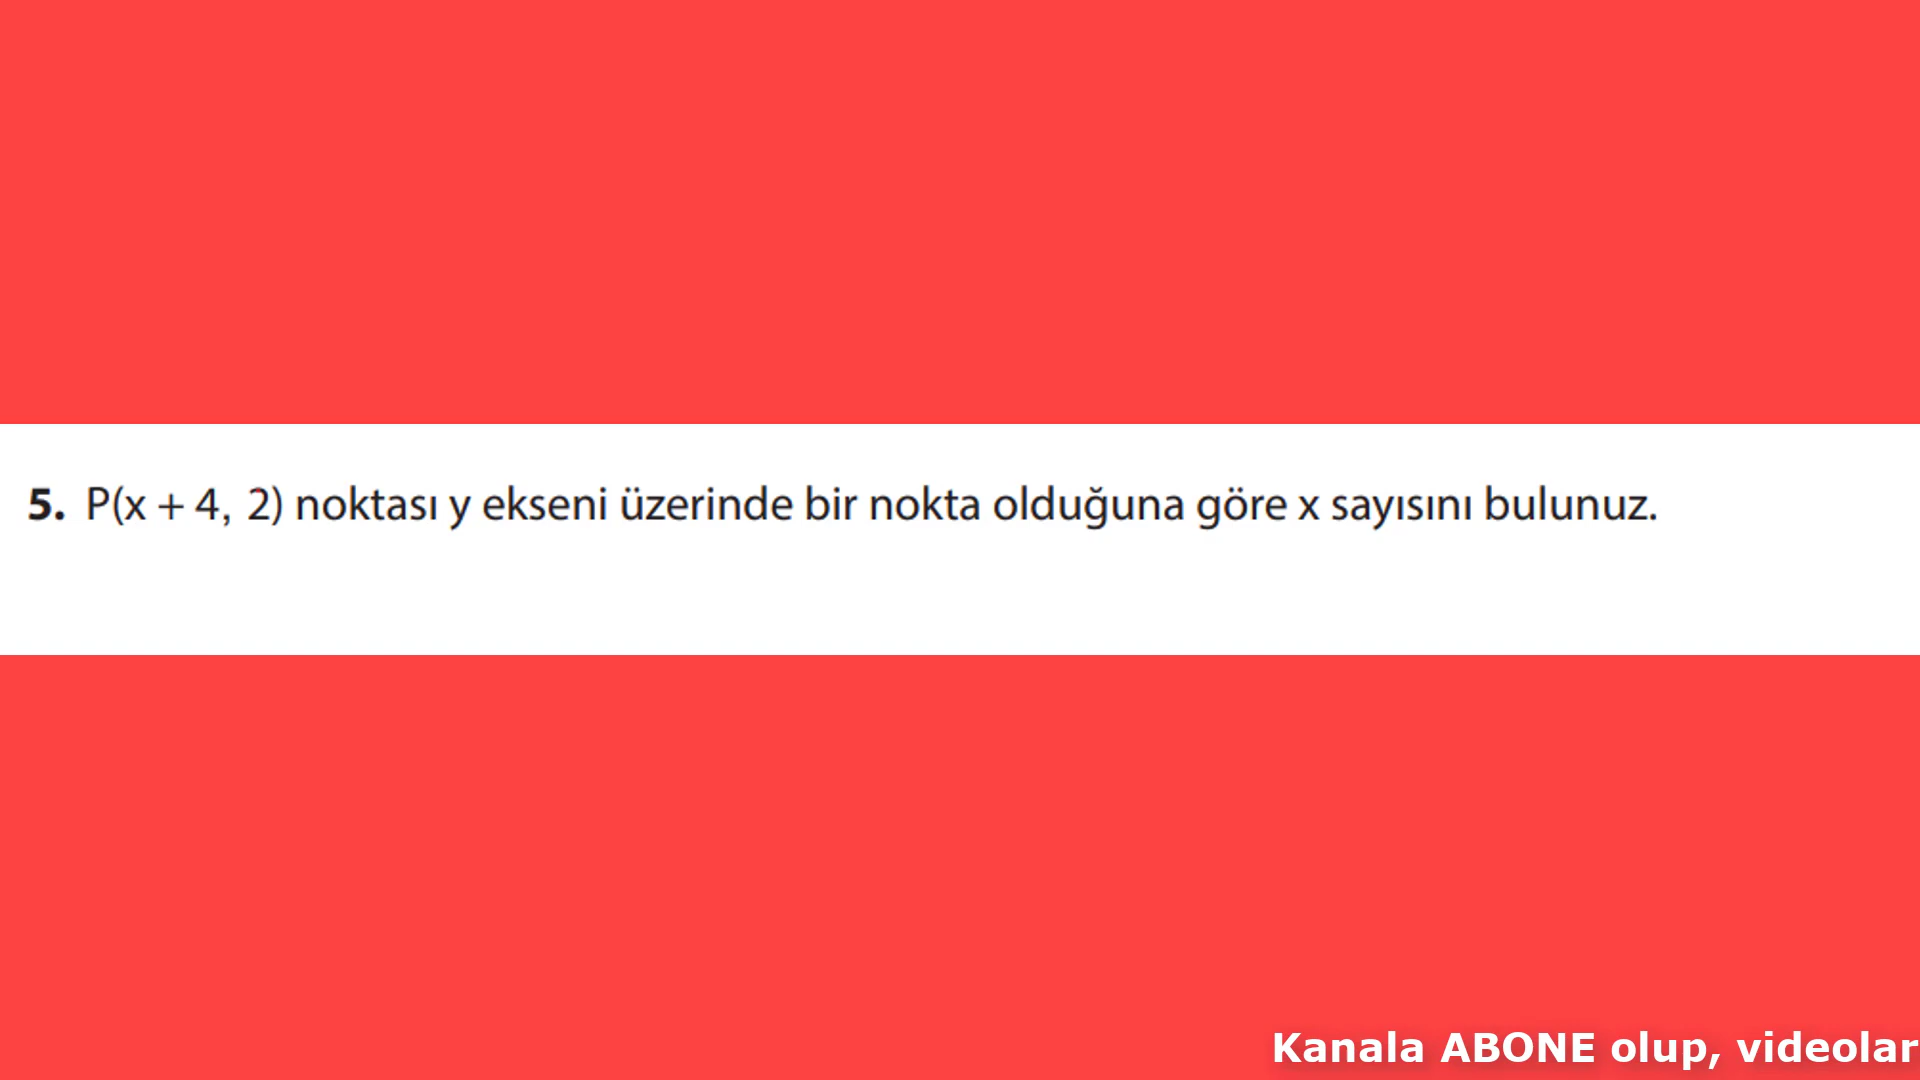 5. P(x + 4, 2) noktası y ekseni üzerinde bir nokta olduğuna göre x sayısını bulunuz.
Kanala ABONE olup, videolar